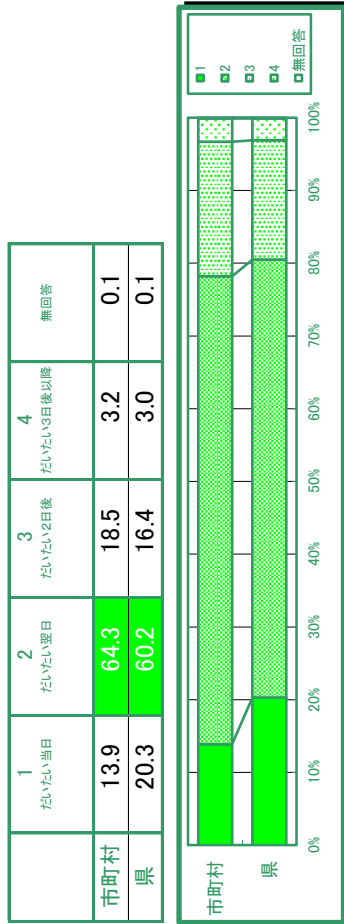 1 2 3 4 無回答
だいたい当日 だいたい翌日 だいたい2日後 だいたい3日後以降
市町村 13.9 64.3 18.5 3.2 0.1
県 20.3 60.2 16.4 3.0 0.1
市町村
県
0% 10% 20% 30% 40% 50% 60% 70% 80% 90% 100%
1
2
3
4
無回答